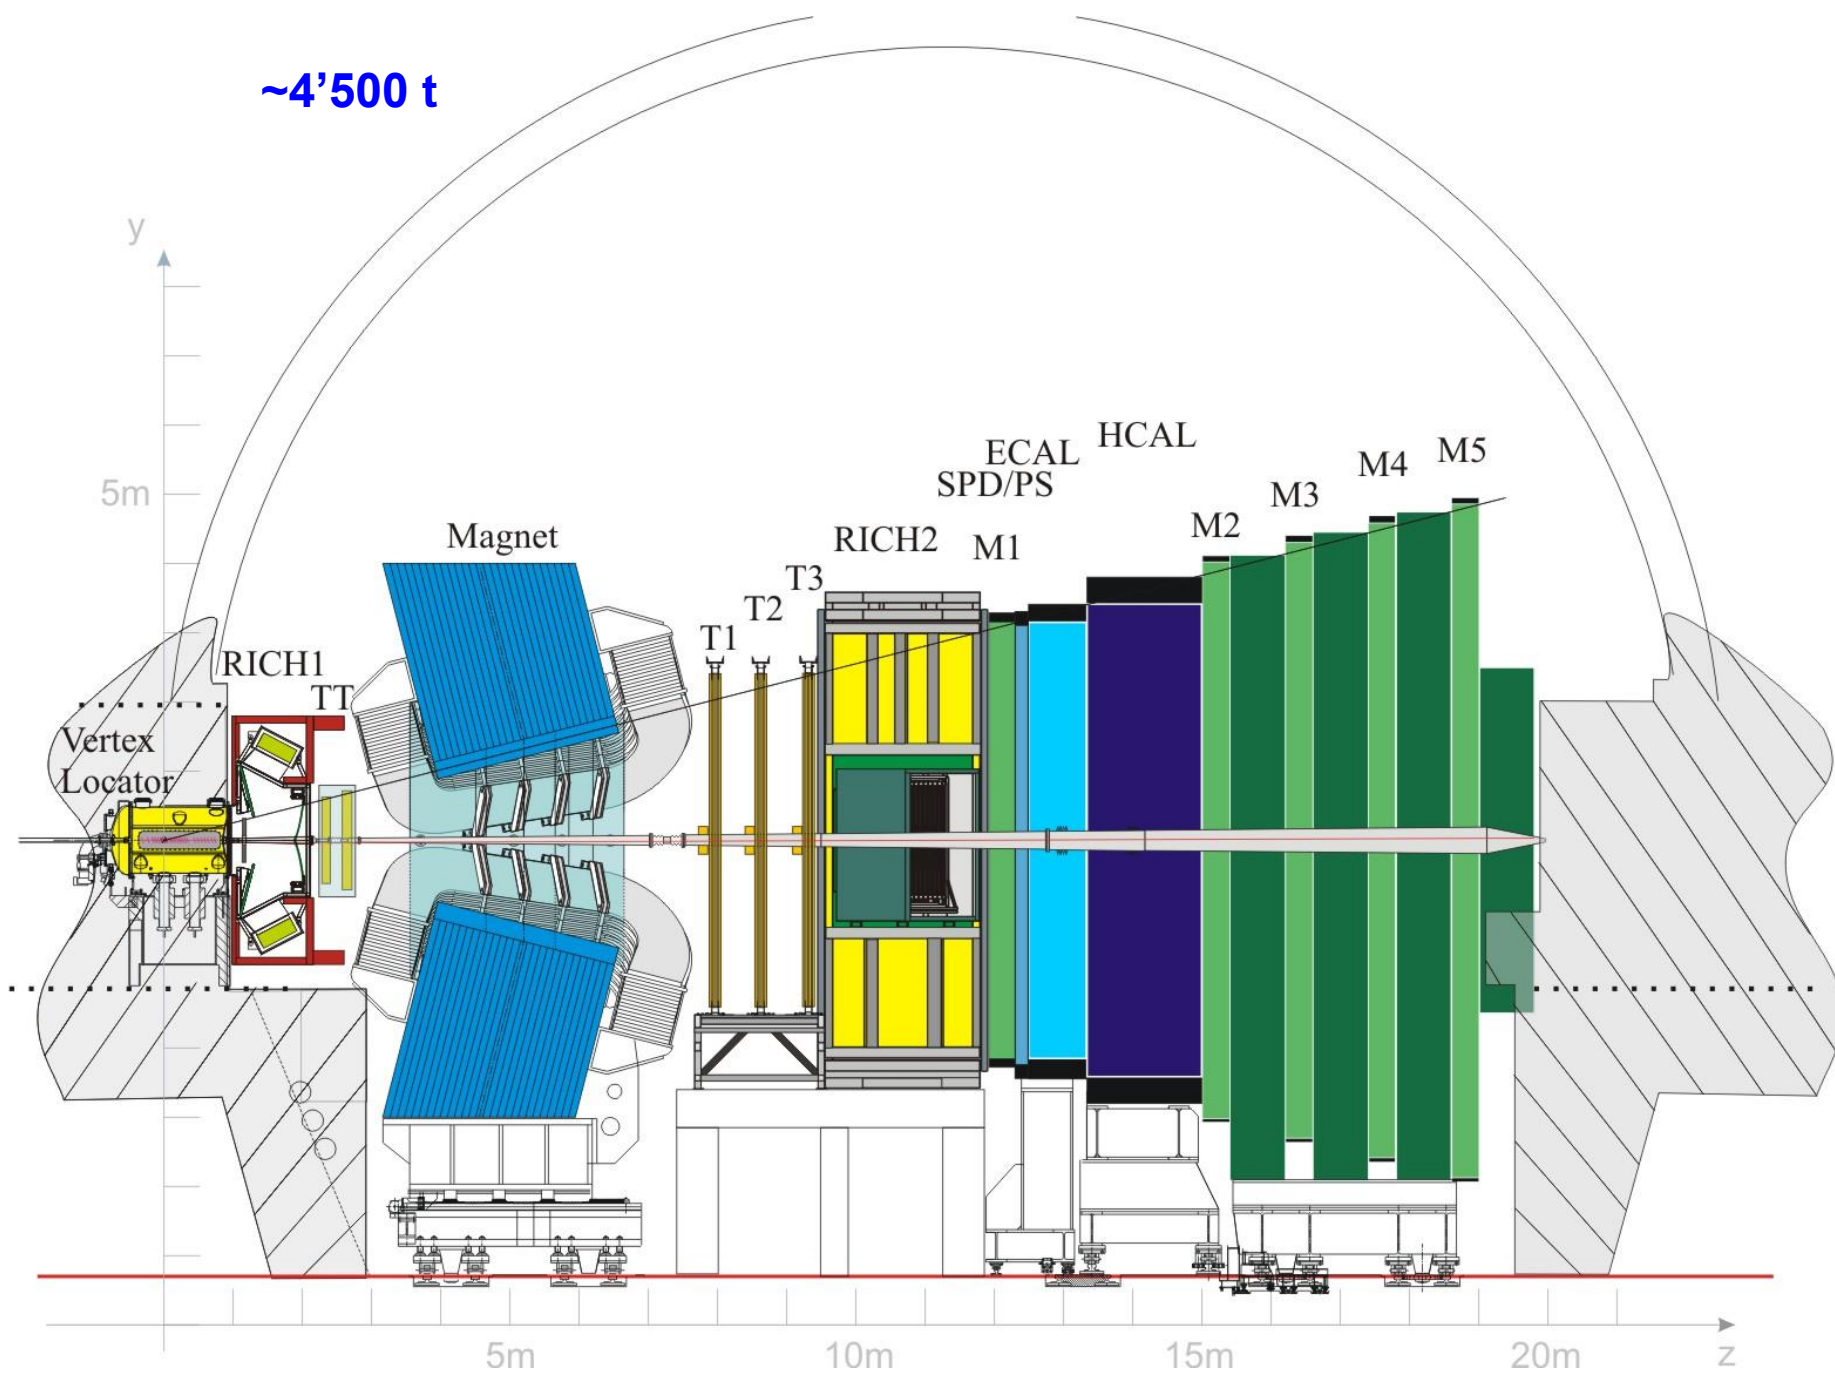 ~4’500 t
y
5m
Magnet
RICH1
TT
Vertex
Locator
T1
T2
T3
RICH2
M1
SPD/PS
ECAL
HCAL
M2
M3
M4
M5
5m
10m
15m
20m
z